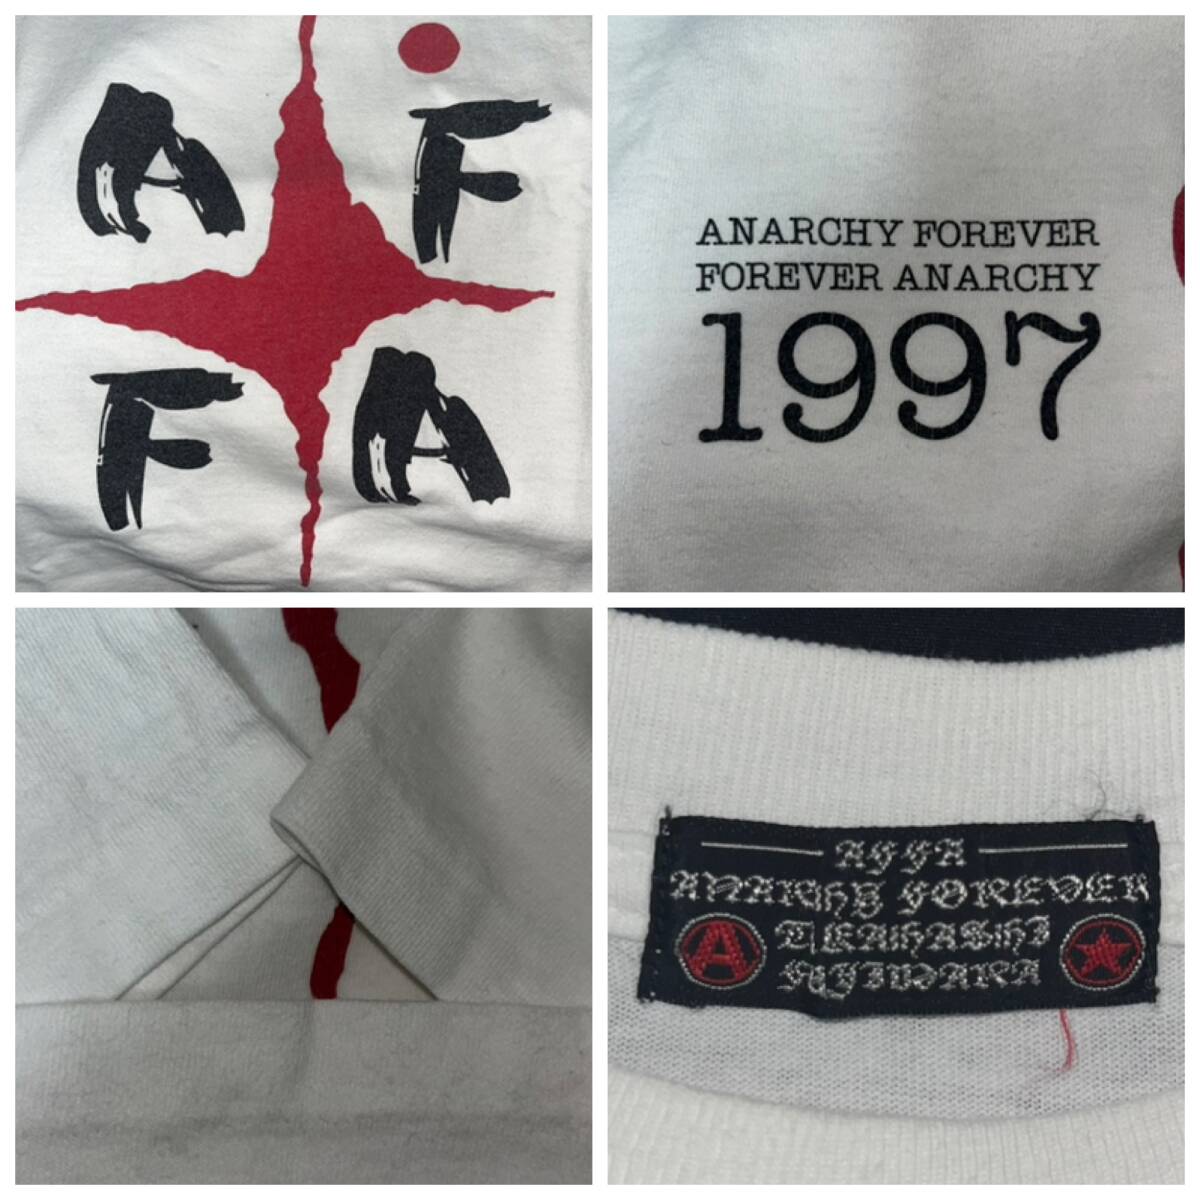 A F
F A
ANARCHY FOREVER
FOREVER ANARCHY
1997
AFFA
ANARCHY FOREVER
TAKAHASHI
FUJIWARA
A